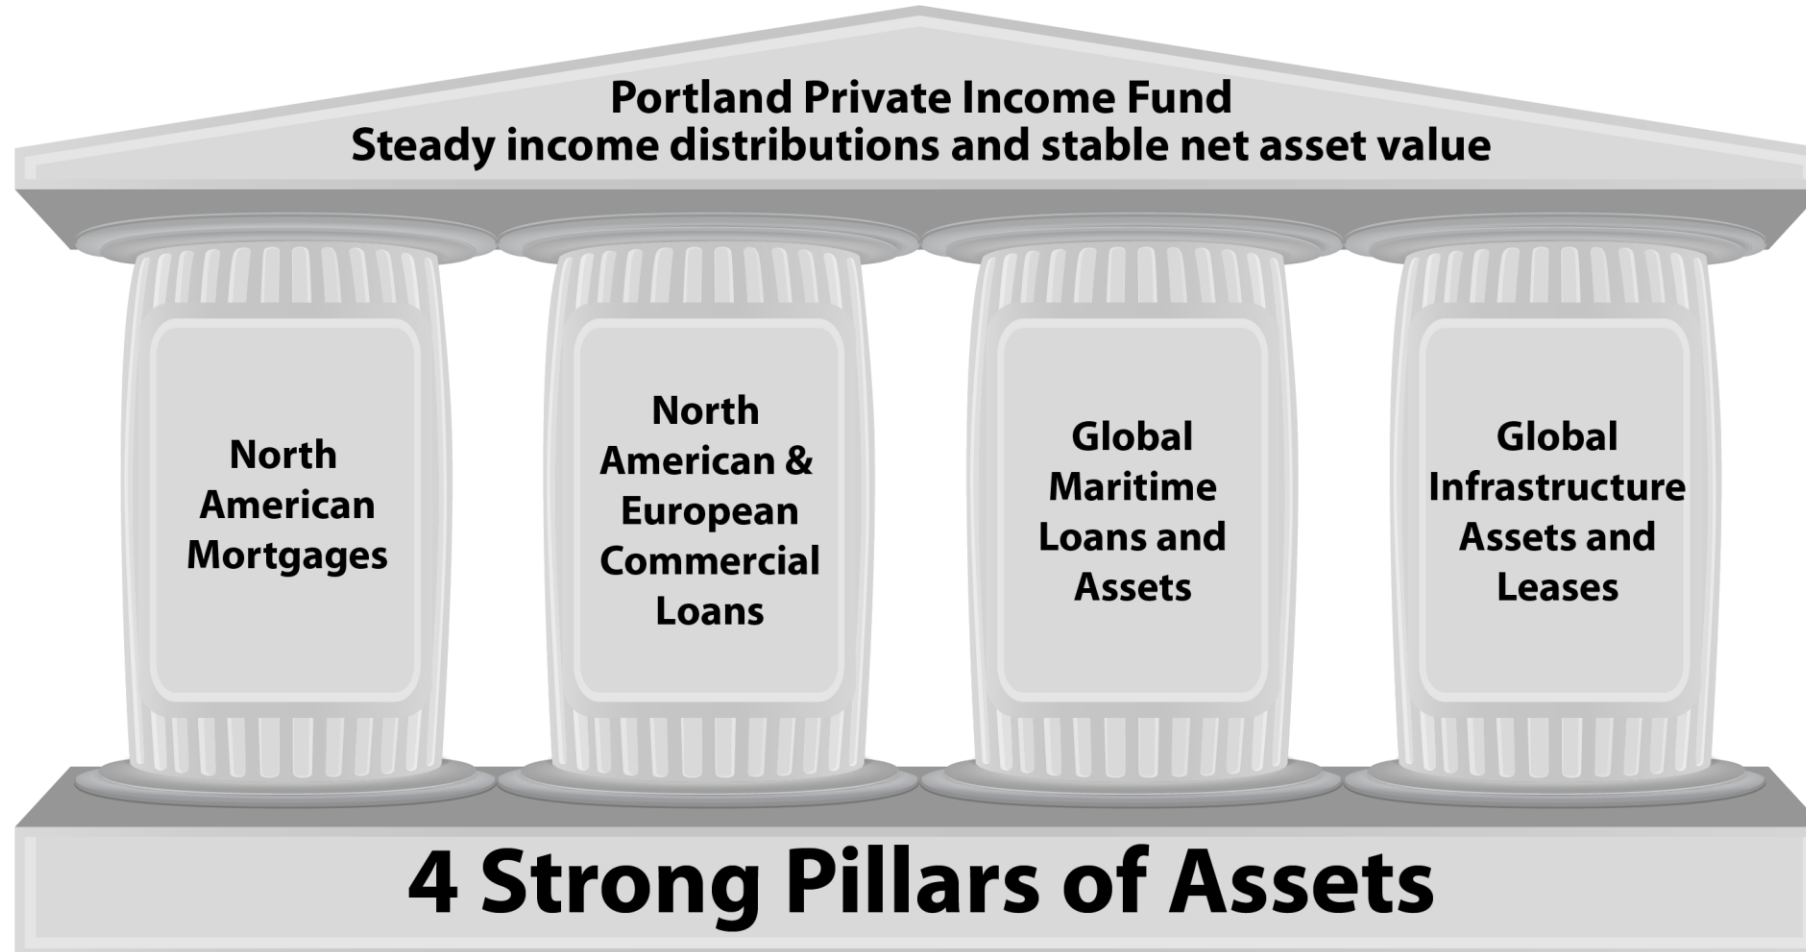 Portland Private Income Fund
Steady income distributions and stable net asset value
North
American
Mortgages
North
American &
European
Commercial
Loans
Global
Maritime
Loans and
Assets
Global
Infrastructure
Assets and
Leases
4 Strong Pillars of Assets